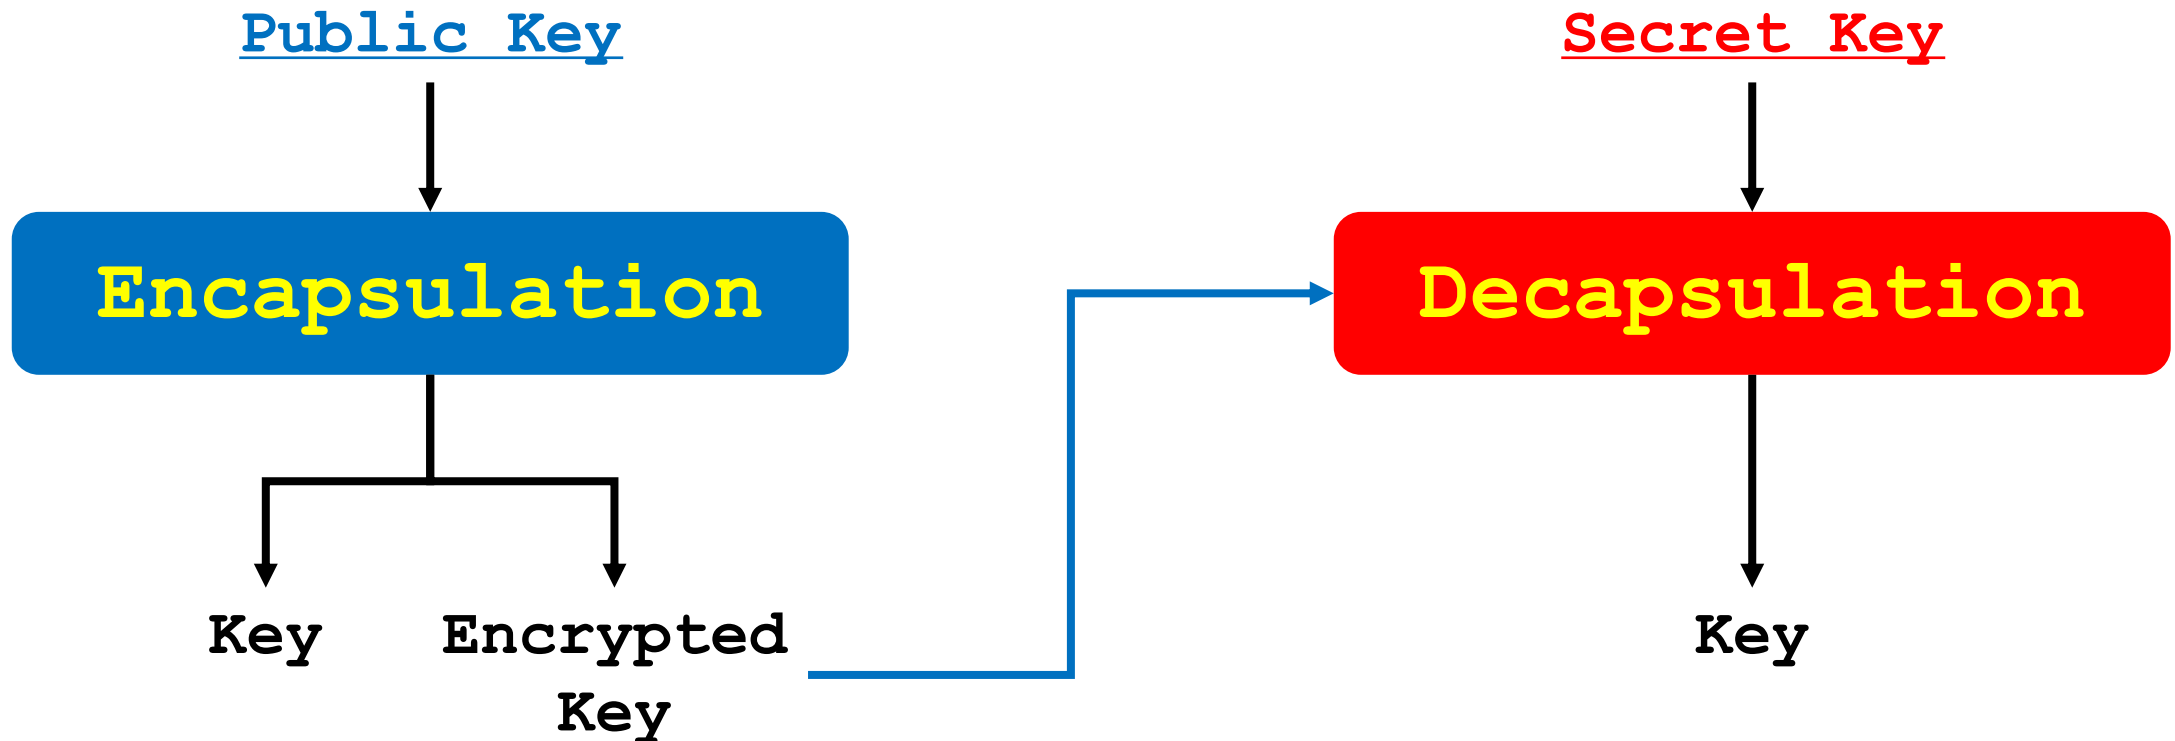 Public Key
Secret Key
Encapsulation
Decapsulation
Key
Encrypted
Key
Key